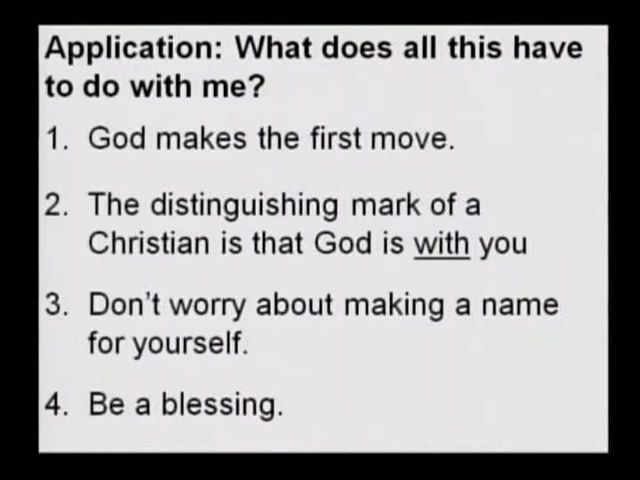 Application: What does all this have
to do with me?
1. God makes the first move.
2. The distinguishing mark of a
Christian is that God is with you
3. Don't worry about making a name
for yourself.
4. Be a blessing.